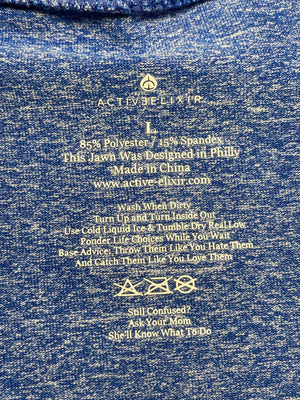 ACTIVEELIXIR
L
85% Polyester / 15% Spandex
This Jawn Was Designed in Philly
Made in China
www.active-elixir.com
Wash When Dirty
Turn Up and Turn Inside Out
Use Cold Liquid Ice & Tumble Dry Real Low
Ponder Life Choices While You Wait
Base Advice: Throw Them Like You Hate Them
And Catch Them Like You Love Them
Still Confused?
Ask Your Mom
She'll Know What To Do